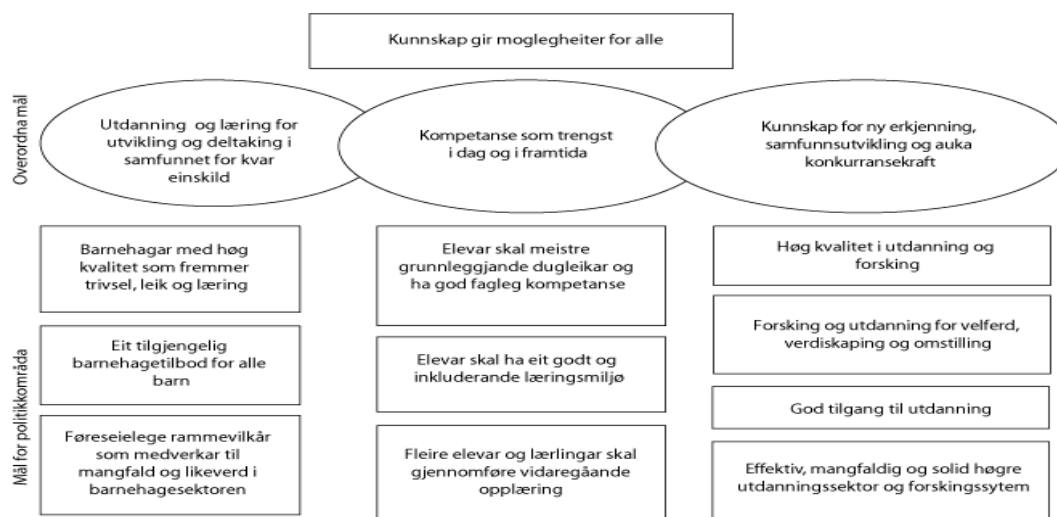 Kunnskap gir moglegheiter for alle
Overordna mål
Utdanning og læring for
utvikling og deltaking i
samfunnet for kvar
einskild
Kompetanse som trengst
i dag og i framtida
Kunnskap for ny erkjenning,
samfunnsutvikling og auka
konkurransekraft
Mål for politikkområda
Barnehagar med høg
kvalitet som fremmer
trivsel, leik og læring
Eit tilgjengelig
barnehagetilbod for alle
barn
Føreseielege rammevilkår
som medverkar til
mangfald og likeverd i
barnehagesektoren
Elevar skal meistre
grunnleggjande dugleikar og
ha god fagleg kompetanse
Elevar skal ha eit godt og
inkluderande læringsmiljø
Fleire elevar og lærlingar skal
gjennomføre vidaregåande
opplæring
Høg kvalitet i utdanning og
forsking
Forsking og utdanning for velferd,
verdiskaping og omstilling
God tilgang til utdanning
Effektiv, mangfaldig og solid høgre
utdanningssektor og forskingssytem